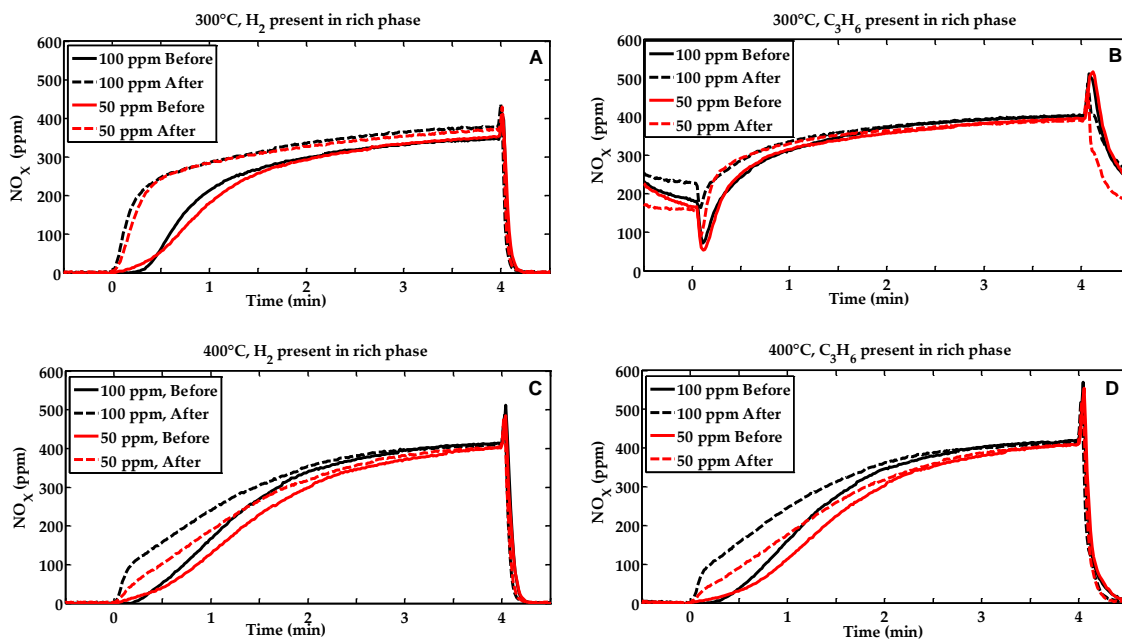 300°C, H2 present in rich phase
A
100 ppm Before
100 ppm After
50 ppm Before
50 ppm After
NOX (ppm)
600
500
400
300
200
100
0
0 1 2 3 4
Time (min)
300°C, C3H6 present in rich phase
B
100 ppm Before
100 ppm After
50 ppm Before
50 ppm After
NOX (ppm)
600
500
400
300
200
100
0
0 1 2 3 4
Time (min)
400°C, H2 present in rich phase
C
100 ppm, Before
100 ppm, After
50 ppm, Before
50 ppm, After
NOX (ppm)
600
500
400
300
200
100
0
0 1 2 3 4
Time (min)
400°C, C3H6 present in rich phase
D
100 ppm Before
100 ppm After
50 ppm Before
50 ppm After
NOX (ppm)
600
500
400
300
200
100
0
0 1 2 3 4
Time (min)